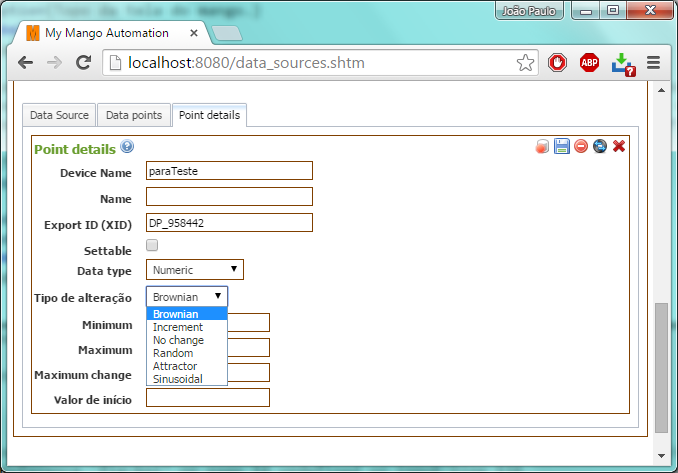 João Paulo
My Mango Automation
localhost:8080/data_sources.shtm
ABP
?
Data Source Data points Point details
Point details ?
Device Name paraTeste
Name
Export ID (XID) DP_958442
Settable
Data type Numeric
Tipo de alteração Brownian
Brownian
Increment
No change
Random
Attractor
Sinusoidal
Minimum
Maximum
Maximum change
Valor de início